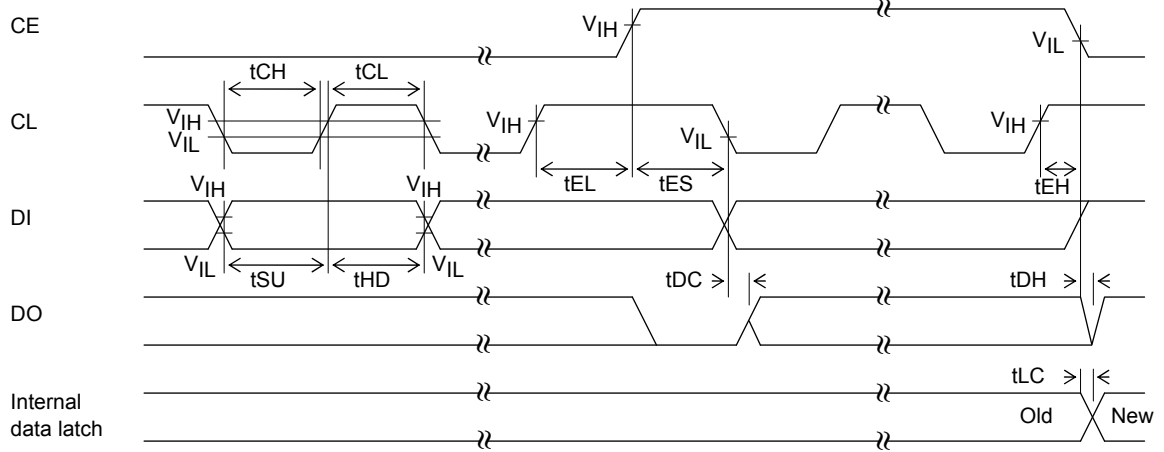 CE
VIH
VIL
tCH
tCL
CL
VIH
VIL
VIH
VIL
VIH
tEL
tES
tEH
VIH
VIH
DI
VIL
VIL
tSU
tHD
tDC
tDH
DO
tLC
Internal
data latch
Old
New